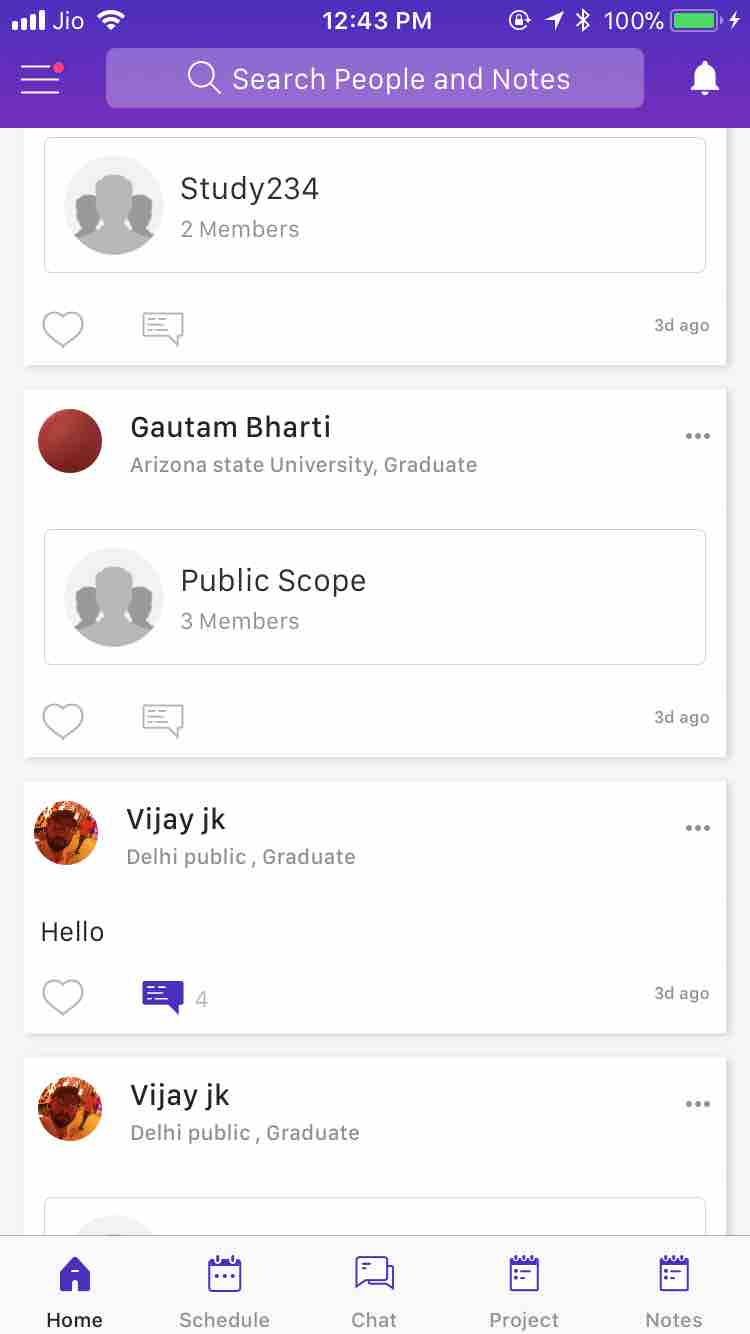 Jio 12:43 PM 100%
Search People and Notes
Study234
2 Members
3d ago
Gautam Bharti
Arizona state University, Graduate
Public Scope
3 Members
3d ago
Vijay jk
Delhi public , Graduate
Hello
4 3d ago
Vijay jk
Delhi public , Graduate
Home Schedule Chat Project Notes